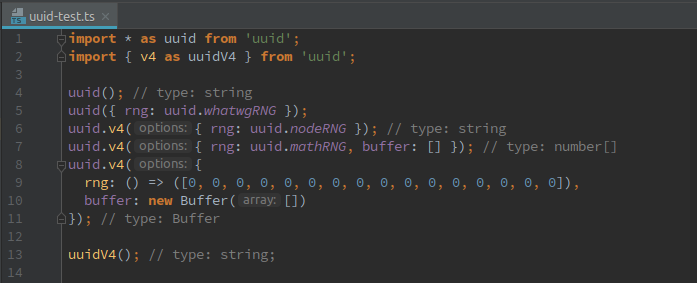 TS uuid-test.ts ×
1 import * as uuid from 'uuid';
2 import { v4 as uuidV4 } from 'uuid';
3
4 uuid(); // type: string
5 uuid({ rng: uuid.whatwgRNG });
6 uuid.v4( options: { rng: uuid.nodeRNG }); // type: string
7 uuid.v4( options: { rng: uuid.mathRNG, buffer: [] }); // type: number[]
8 uuid.v4( options: {
9 rng: () => ([0, 0, 0, 0, 0, 0, 0, 0, 0, 0, 0, 0, 0, 0, 0, 0]),
10 buffer: new Buffer( array: [])
11 }); // type: Buffer
12
13 uuidV4(); // type: string;
14